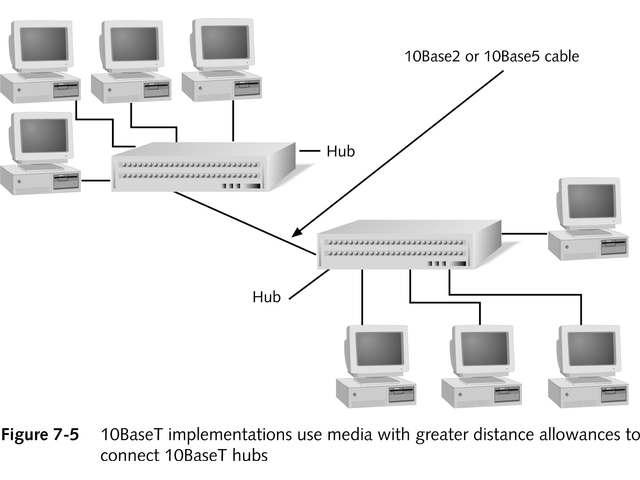 10Base2 or 10Base5 cable
Hub
Hub
Figure 7-5 10BaseT implementations use media with greater distance allowances to
connect 10BaseT hubs